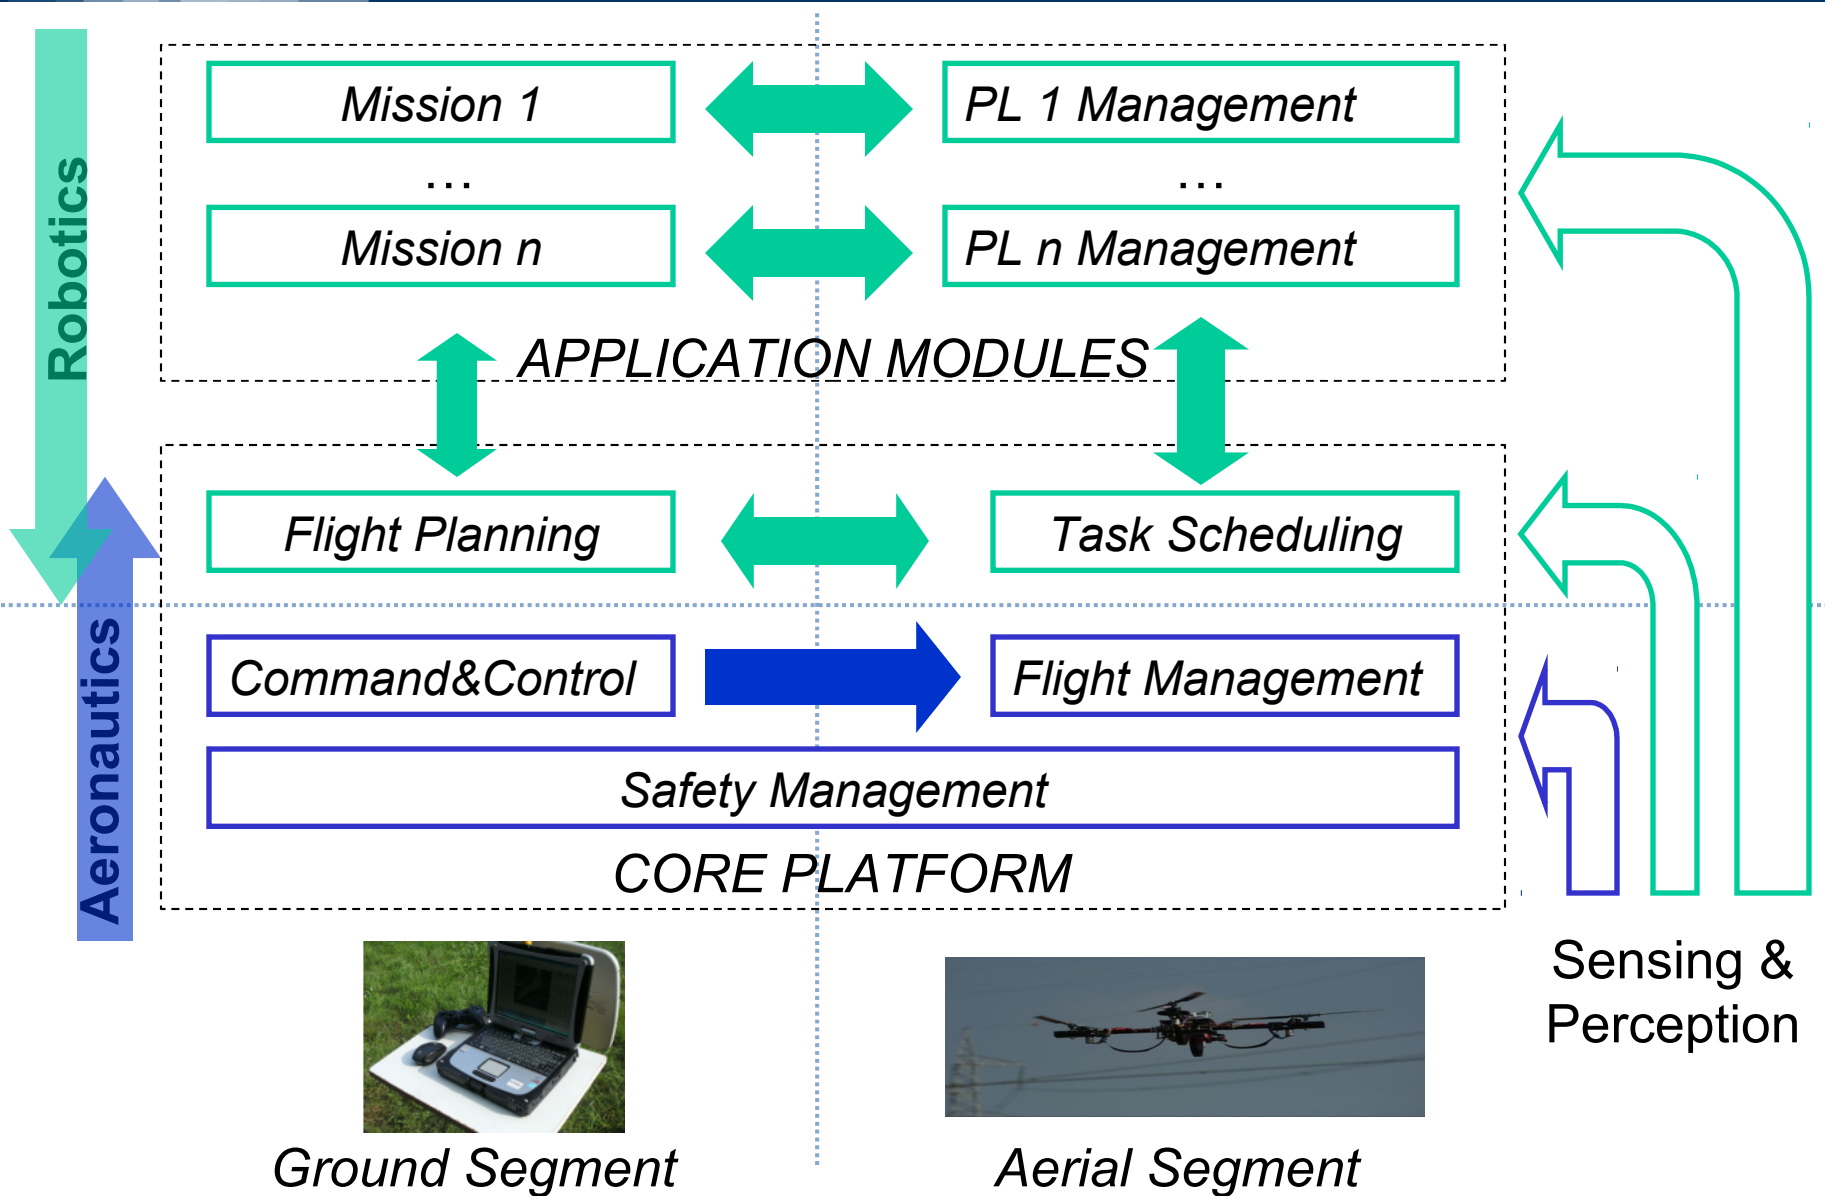 Robotics
Mission 1
PL 1 Management
...
...
Mission n
PL n Management
APPLICATION MODULES
Flight Planning
Task Scheduling
Aeronautics
Command&Control
Flight Management
Safety Management
CORE PLATFORM
Sensing &
Perception
Ground Segment
Aerial Segment